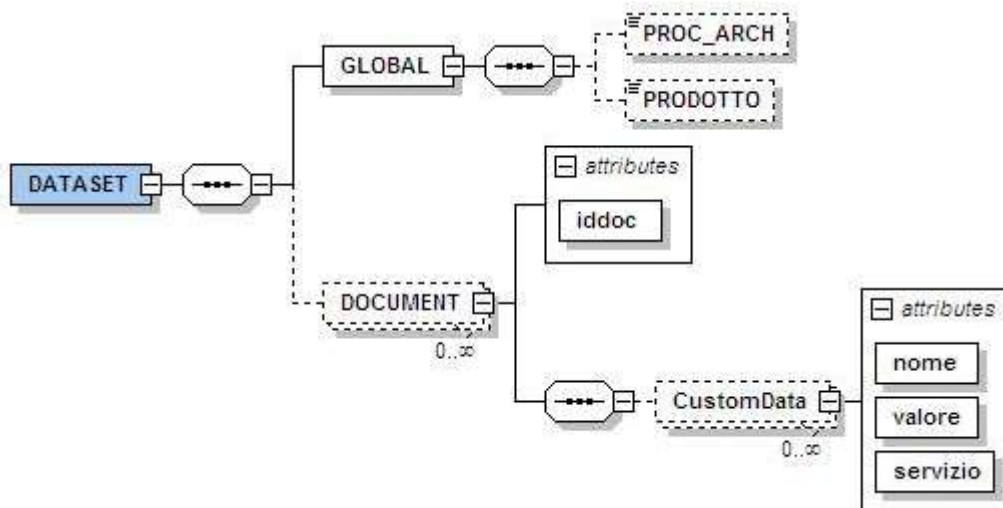 PROC_ARCH
GLOBAL
PRODOTTO
attributes
DATASET
iddoc
DOCUMENT
0..∞
attributes
nome
CustomData
valore
0..∞
servizio